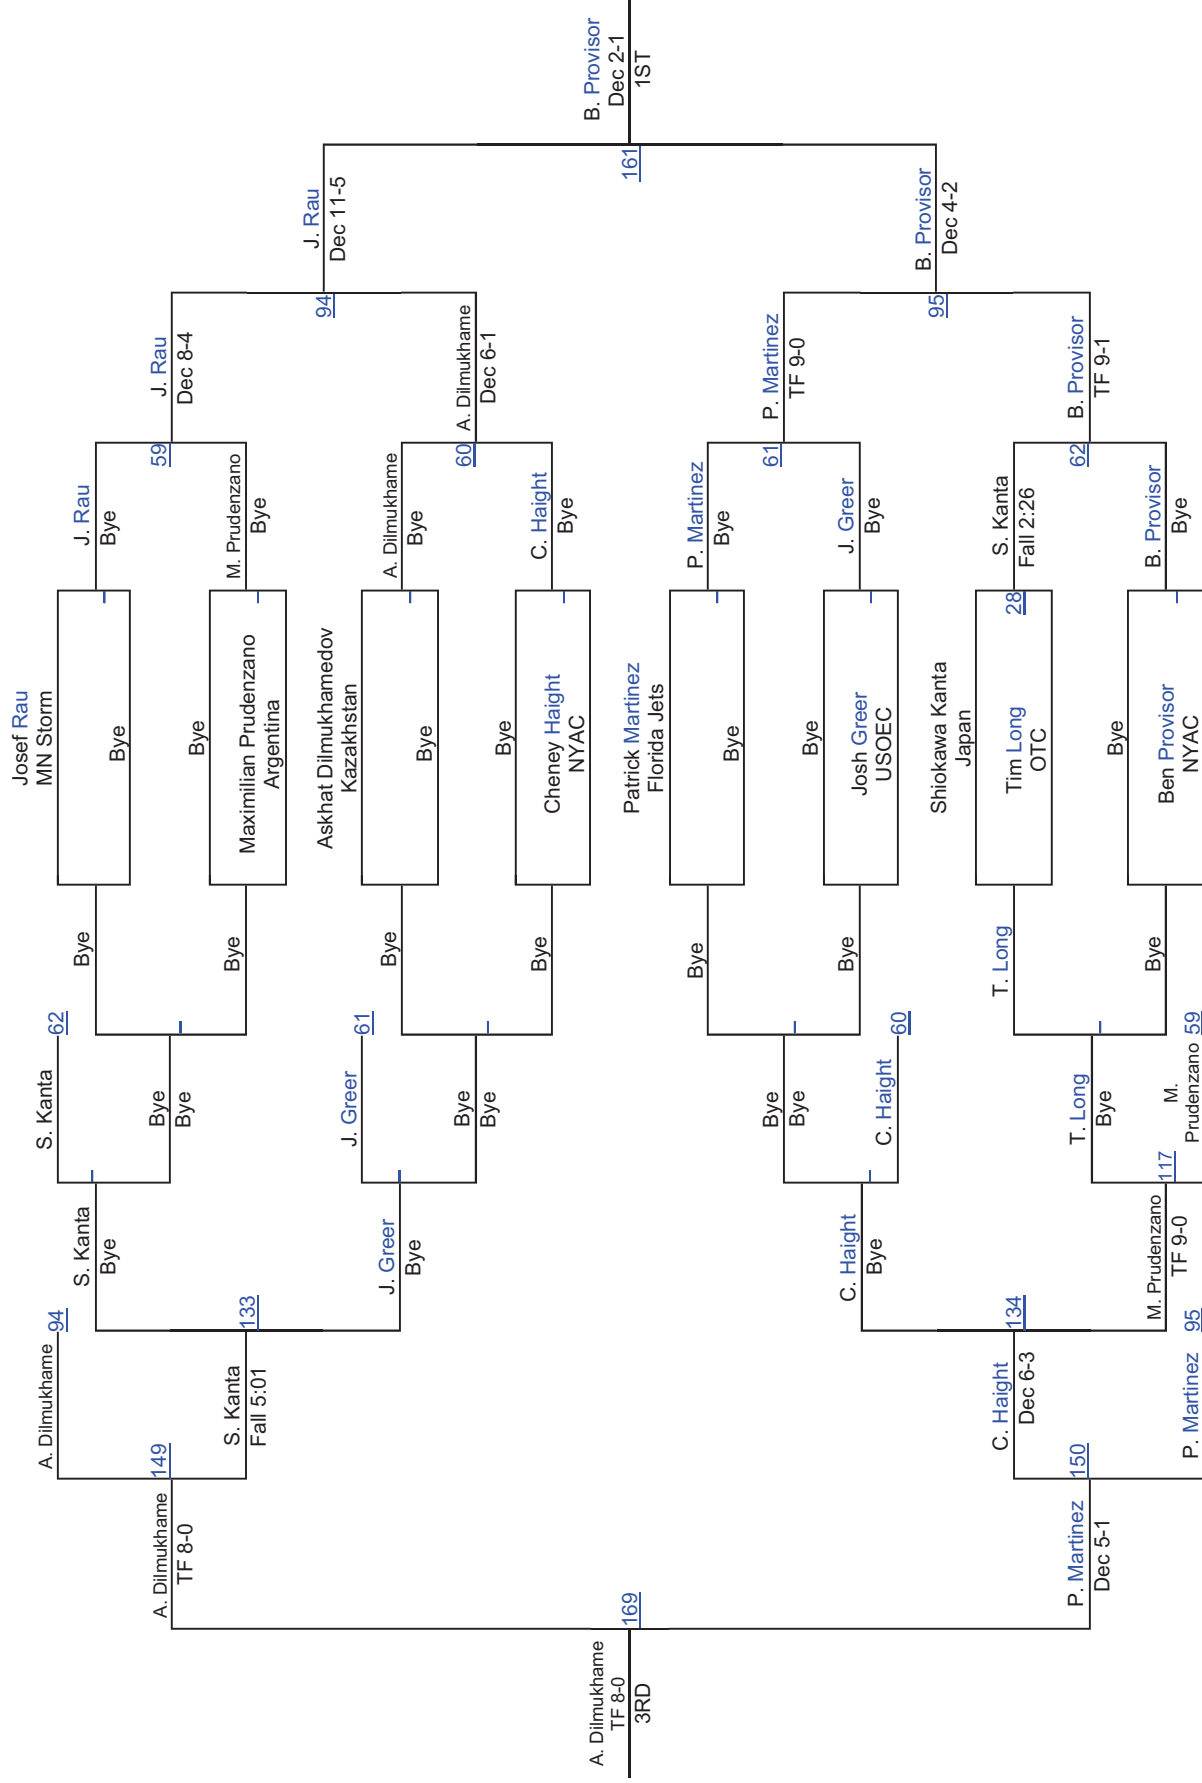 B. Provisor
Dec 2-1
1ST
161
J. Rau
Dec 11-5
B. Provisor
Dec 4-2
94
95
J. Rau
Dec 8-4
A. Dilmukhame
Dec 6-1
P. Martinez
TF 9-0
B. Provisor
TF 9-1
59
60
61
62
J. Rau
Bye
M. Prudenzano
Bye
A. Dilmukhame
Bye
C. Haight
Bye
P. Martinez
Bye
J. Greer
Bye
S. Kanta
Fall 2:26
B. Provisor
Bye
28
Josef Rau
MN Storm
Bye
Bye
Maximilian Prudenzano
Argentina
Askhat Dilmukhamedov
Kazakhstan
Bye
Bye
Cheney Haight
NYAC
Patrick Martinez
Florida Jets
Bye
Bye
Josh Greer
USOEC
Shiokawa Kanta
Japan
Tim Long
OTC
Bye
Ben Provisor
NYAC
Bye
Bye
Bye
Bye
Bye
Bye
T. Long
Bye
62
61
60
59
S. Kanta
Bye
Bye
J. Greer
Bye
Bye
Bye
Bye
C. Haight
T. Long
Bye
M.
Prudenzano
117
S. Kanta
Bye
J. Greer
Bye
C. Haight
Bye
M. Prudenzano
TF 9-0
94
133
134
95
A. Dilmukhame
S. Kanta
Fall 5:01
C. Haight
Dec 6-3
P. Martinez
149
150
A. Dilmukhame
TF 8-0
P. Martinez
Dec 5-1
169
A. Dilmukhame
TF 8-0
3RD